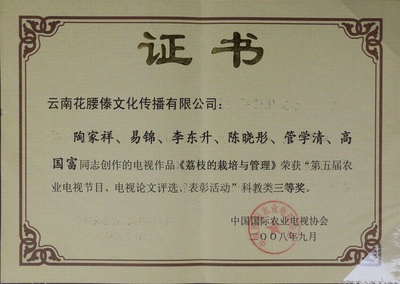 证书
云南花腰傣文化传播有限公司：
陶家祥、易锦、李东升、陈晓彤、管学清、高
国富同志创作的电视作品《荔枝的栽培与管理》荣获“第五届农
业电视节目、电视论文评选、表彰活动”科教类三等奖。
中国国际农业电视协会
二〇〇八年九月